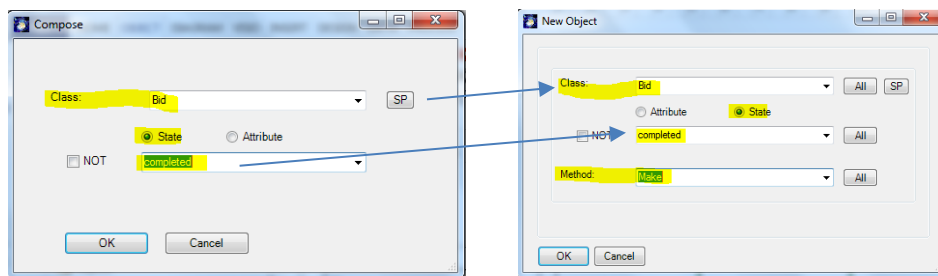 Compose
Class: Bid SP
State Attribute
NOT completed
OK Cancel
New Object
Class: Bid All SP
Attribute State
NOT completed All
Method: Make All
OK Cancel